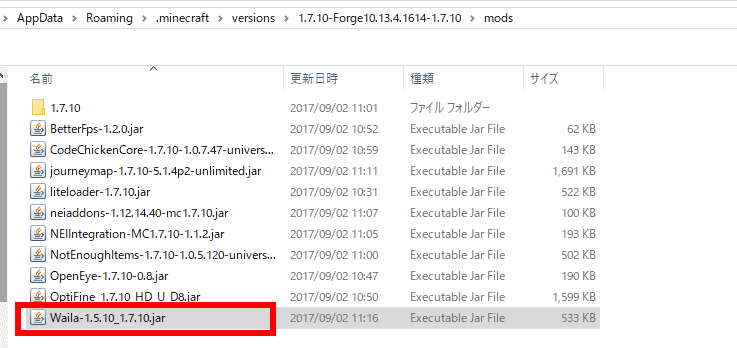 AppData > Roaming > .minecraft > versions > 1.7.10-Forge10.13.4.1614-1.7.10 > mods
名前 更新日時 種類 サイズ
1.7.10 2017/09/02 11:01 ファイル フォルダー
BetterFps-1.2.0.jar 2017/09/02 10:52 Executable Jar File 62 KB
CodeChickenCore-1.7.10-1.0.7.47-univers... 2017/09/02 10:59 Executable Jar File 143 KB
journeymap-1.7.10-5.1.4p2-unlimited.jar 2017/09/02 11:11 Executable Jar File 1,691 KB
liteloader-1.7.10.jar 2017/09/02 10:31 Executable Jar File 522 KB
neiaddons-1.12.14.40-mc1.7.10.jar 2017/09/02 11:07 Executable Jar File 100 KB
NEIIntegration-MC1.7.10-1.1.2.jar 2017/09/02 11:05 Executable Jar File 193 KB
NotEnoughItems-1.7.10-1.0.5.120-univers... 2017/09/02 11:00 Executable Jar File 502 KB
OpenEye-1.7.10-0.8.jar 2017/09/02 10:47 Executable Jar File 190 KB
OptiFine_1.7.10_HD_U_D8.jar 2017/09/02 10:50 Executable Jar File 1,599 KB
Waila-1.5.10_1.7.10.jar 2017/09/02 11:16 Executable Jar File 533 KB